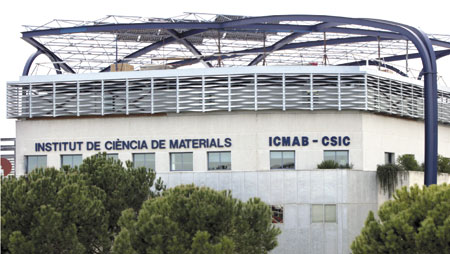 INSTITUT DE CIÈNCIA DE MATERIALS
ICMAB - CSIC